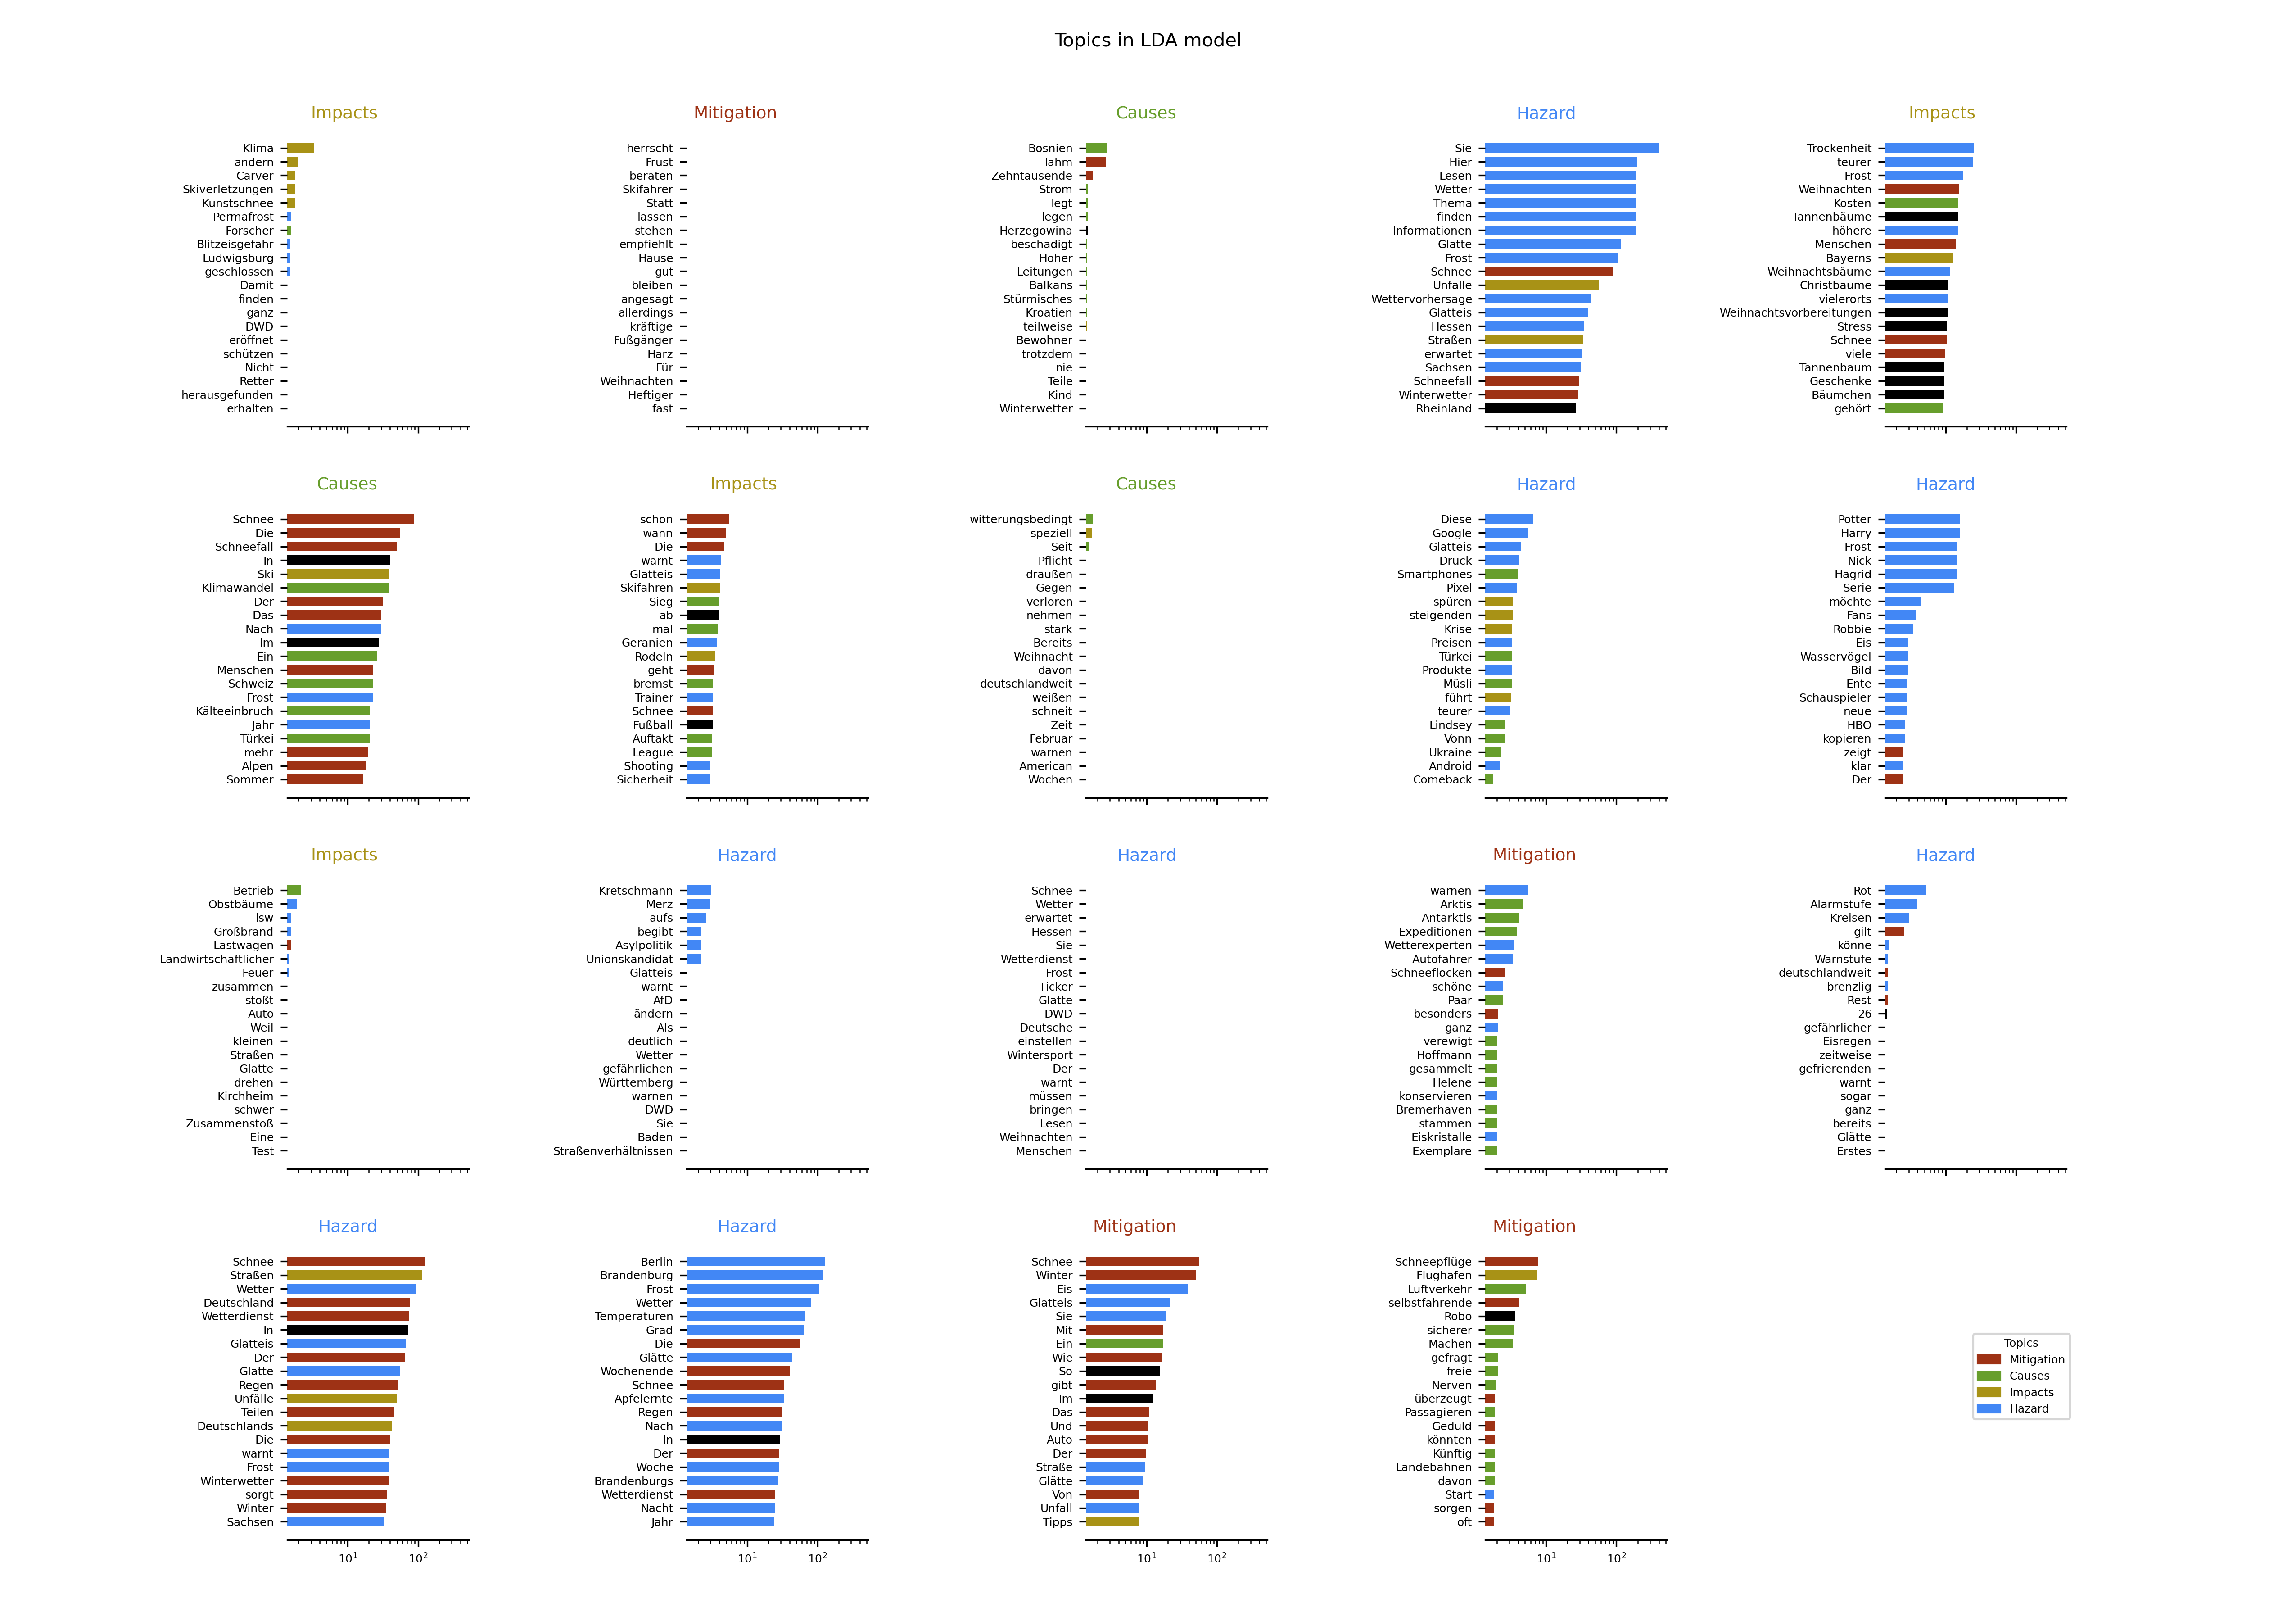 Topics in LDA model
Impacts
Klima
ändern
Carver
Skiverletzungen
Kunstschnee
Permafrost
Forscher
Blitzeisgefahr
Ludwigsburg
geschlossen
Damit
finden
ganz
DWD
eröffnet
schützen
Nicht
Retter
herausgefunden
erhalten
Mitigation
herrscht
Frust
beraten
Skifahrer
Statt
lassen
stehen
empfiehlt
Hause
gut
bleiben
angesagt
allerdings
kräftige
Fußgänger
Harz
Für
Weihnachten
Heftiger
fast
Causes
Bosnien
lahm
Zehntausende
Strom
legt
legen
Herzegowina
beschädigt
Hoher
Leitungen
Balkans
Stürmisches
Kroatien
teilweise
Bewohner
trotzdem
nie
Teile
Kind
Winterwetter
Hazard
Sie
Hier
Lesen
Wetter
Thema
finden
Informationen
Glätte
Frost
Schnee
Unfälle
Wettervorhersage
Glatteis
Hessen
Straßen
erwartet
Sachsen
Schneefall
Winterwetter
Rheinland
Impacts
Trockenheit
teurer
Frost
Weihnachten
Kosten
Tannenbäume
höhere
Menschen
Bayerns
Weihnachtsbäume
Christbäume
vielerorts
Weihnachtsvorbereitungen
Stress
Schnee
viele
Tannenbaum
Geschenke
Bäumchen
gehört
Causes
Schnee
Die
Schneefall
In
Ski
Klimawandel
Der
Das
Nach
Im
Ein
Menschen
Schweiz
Frost
Kälteeinbruch
Jahr
Türkei
mehr
Alpen
Sommer
Impacts
schon
wann
Die
warnt
Glatteis
Skifahren
Sieg
ab
mal
Geranien
Rodeln
geht
bremst
Trainer
Schnee
Fußball
Auftakt
League
Shooting
Sicherheit
Causes
witterungsbedingt
speziell
Seit
Pflicht
draußen
Gegen
verloren
nehmen
stark
Bereits
Weihnacht
davon
deutschlandweit
weißen
schneit
Zeit
Februar
warnen
American
Wochen
Hazard
Diese
Google
Glatteis
Druck
Smartphones
Pixel
spüren
steigenden
Krise
Preisen
Türkei
Produkte
Müsli
führt
teurer
Lindsey
Vonn
Ukraine
Android
Comeback
Hazard
Potter
Harry
Frost
Nick
Hagrid
Serie
möchte
Fans
Robbie
Eis
Wasservögel
Bild
Ente
Schauspieler
neue
HBO
kopieren
zeigt
klar
Der
Impacts
Betrieb
Obstbäume
lsw
Großbrand
Lastwagen
Landwirtschaftlicher
Feuer
zusammen
stößt
Auto
Weil
kleinen
Straßen
Glatte
drehen
Kirchheim
schwer
Zusammenstoß
Eine
Test
Hazard
Kretschmann
Merz
aufs
begibt
Asylpolitik
Unionskandidat
Glatteis
warnt
AfD
ändern
Als
deutlich
Wetter
gefährlichen
Württemberg
warnen
DWD
Sie
Baden
Straßenverhältnissen
Hazard
Schnee
Wetter
erwartet
Hessen
Sie
Wetterdienst
Frost
Ticker
Glätte
DWD
Deutsche
einstellen
Wintersport
Der
warnt
müssen
bringen
Lesen
Weihnachten
Menschen
Mitigation
warnen
Arktis
Antarktis
Expeditionen
Wetterexperten
Autofahrer
Schneeflocken
schöne
Paar
besonders
ganz
verewigt
Hoffmann
gesammelt
Helene
konservieren
Bremerhaven
stammen
Eiskristalle
Exemplare
Hazard
Rot
Alarmstufe
Kreisen
gilt
könne
Warnstufe
deutschlandweit
brenzlig
Rest
26
gefährlicher
Eisregen
zeitweise
gefrierenden
warnt
sogar
ganz
bereits
Glätte
Erstes
Hazard
Schnee
Straßen
Wetter
Deutschland
Wetterdienst
In
Glatteis
Der
Glätte
Regen
Unfälle
Teilen
Deutschlands
Die
warnt
Frost
Winterwetter
sorgt
Winter
Sachsen
10¹ 10²
Hazard
Berlin
Brandenburg
Frost
Wetter
Temperaturen
Grad
Die
Glätte
Wochenende
Schnee
Apfelernte
Regen
Nach
In
Der
Woche
Brandenburgs
Wetterdienst
Nacht
Jahr
10¹ 10²
Mitigation
Schnee
Winter
Eis
Glatteis
Sie
Mit
Ein
Wie
So
gibt
Im
Das
Und
Auto
Der
Straße
Glätte
Von
Unfall
Tipps
10¹ 10²
Mitigation
Schneepflüge
Flughafen
Luftverkehr
selbstfahrende
Robo
sicherer
Machen
gefragt
freie
Nerven
überzeugt
Passagieren
Geduld
könnten
Künftig
Landebahnen
davon
Start
sorgen
oft
10¹ 10²
Topics
Mitigation
Causes
Impacts
Hazard